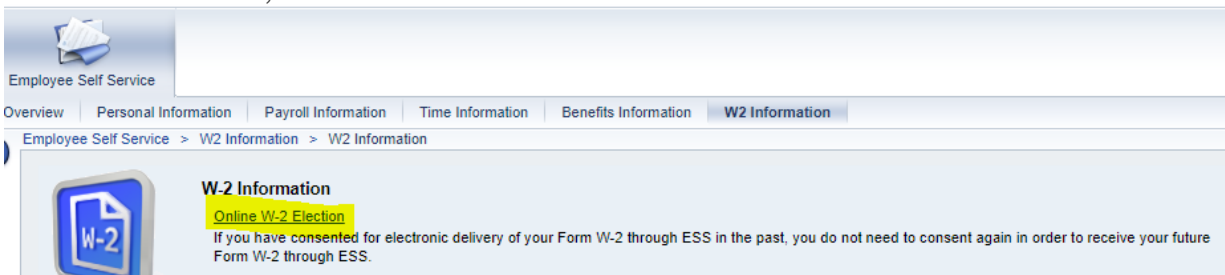 Employee Self Service
Overview Personal Information Payroll Information Time Information Benefits Information W2 Information
Employee Self Service > W2 Information > W2 Information
W-2 Information
Online W-2 Election
W-2
If you have consented for electronic delivery of your Form W-2 through ESS in the past, you do not need to consent again in order to receive your future
Form W-2 through ESS.